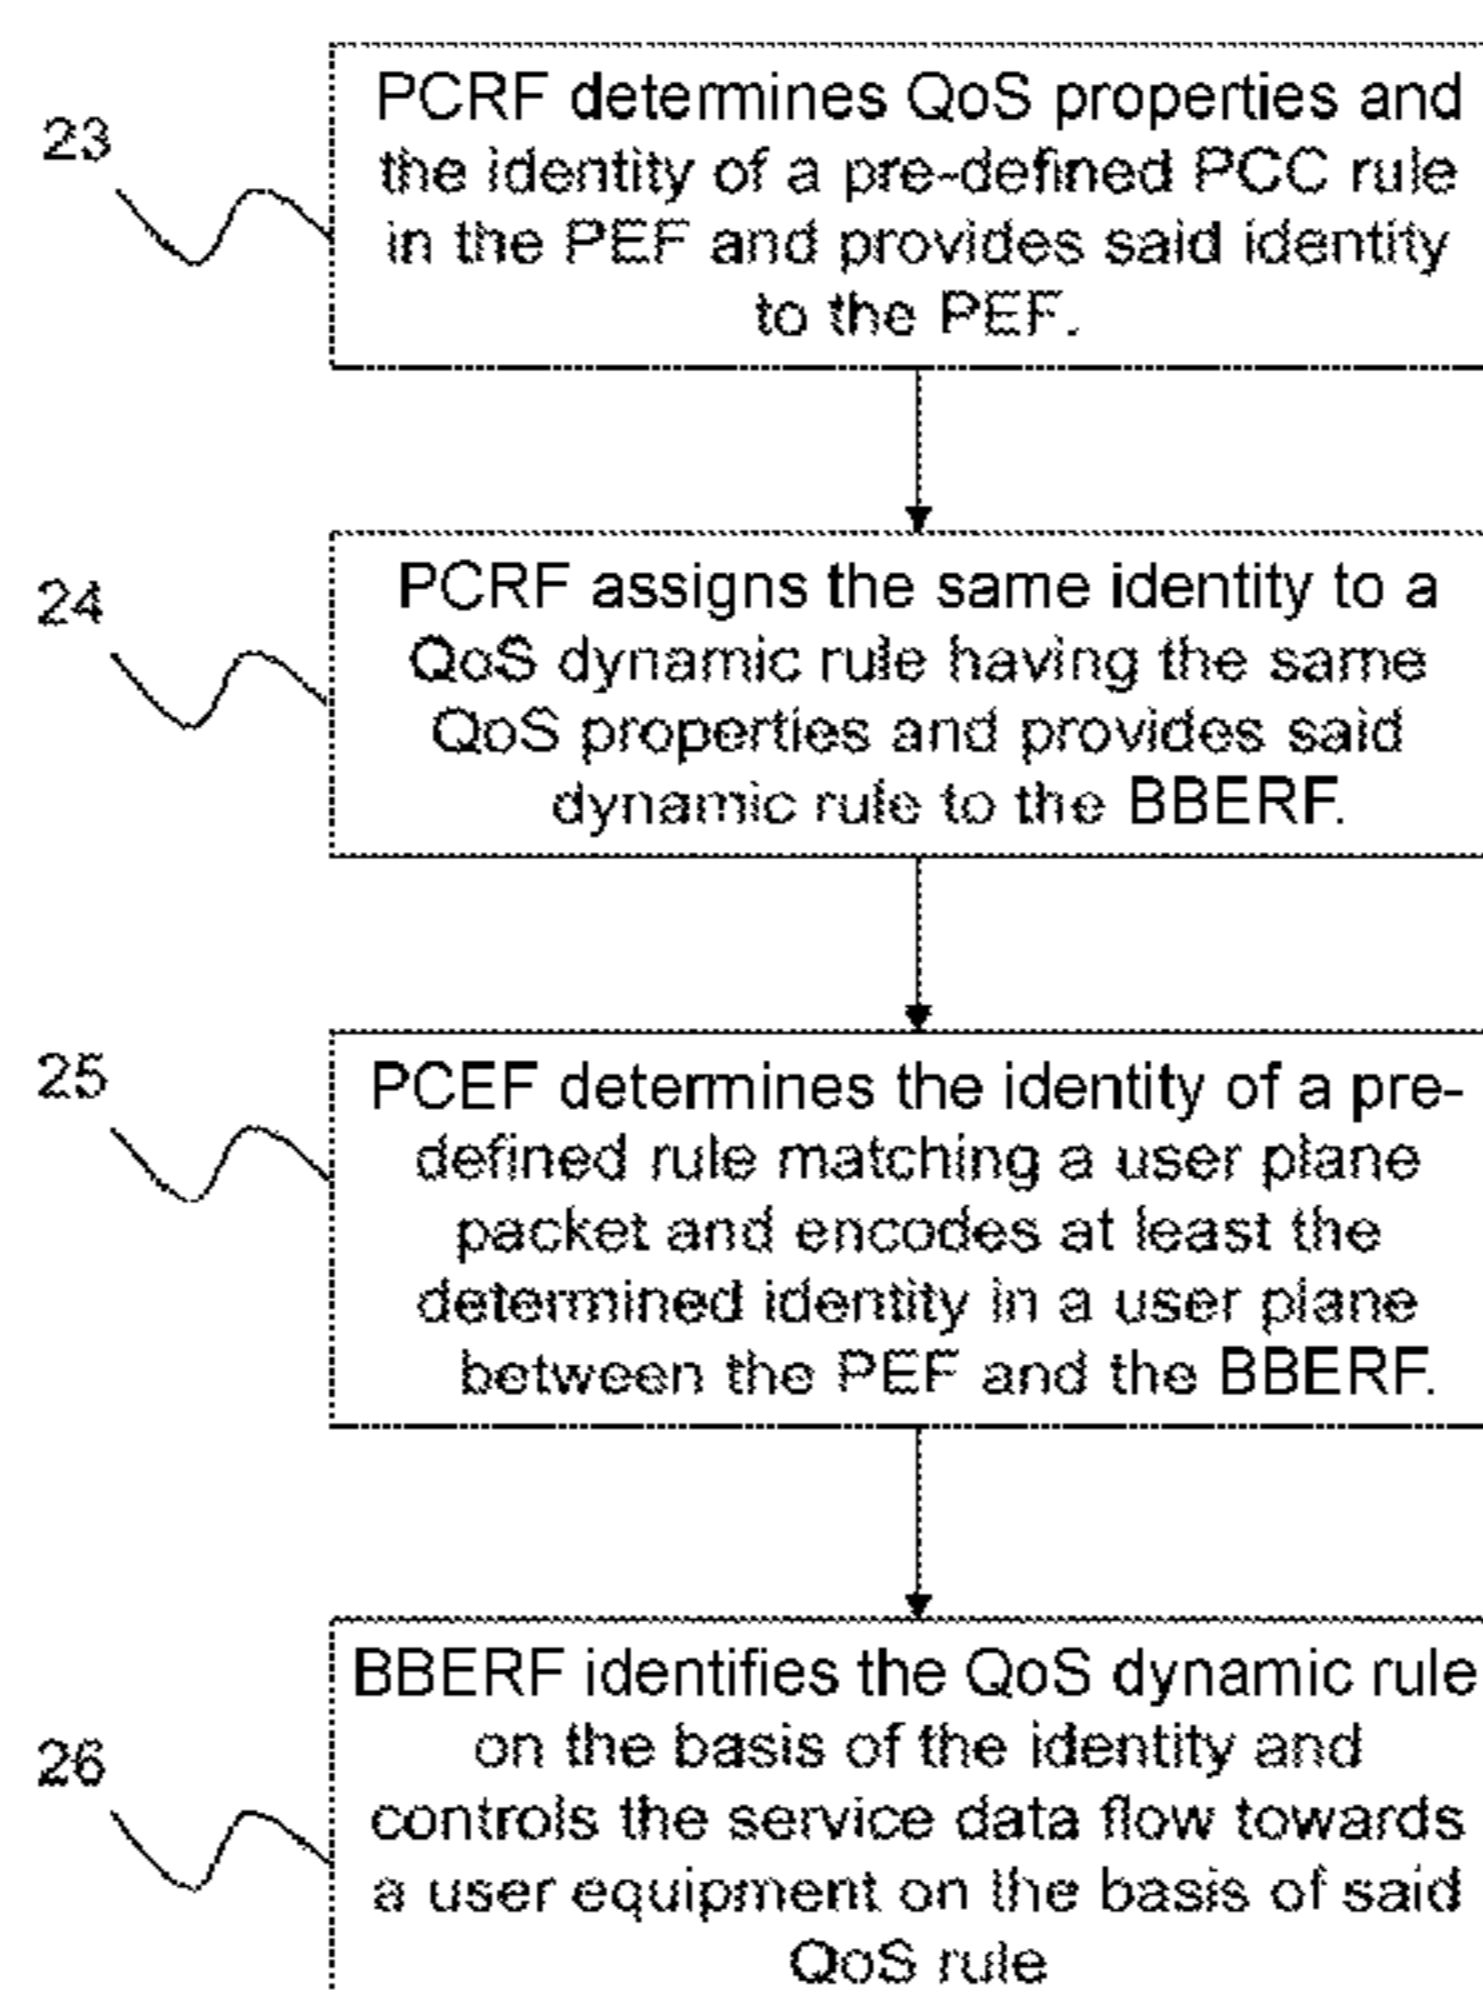 23
PCRF determines QoS properties and
the identity of a pre-defined PCC rule
in the PEF and provides said identity
to the PEF.
24
PCRF assigns the same identity to a
QoS dynamic rule having the same
QoS properties and provides said
dynamic rule to the BBERF.
25
PCEF determines the identity of a pre-
defined rule matching a user plane
packet and encodes at least the
determined identity in a user plane
between the PEF and the BBERF.
26
BBERF identifies the QoS dynamic rule
on the basis of the identity and
controls the service data flow towards
a user equipment on the basis of said
QoS rule